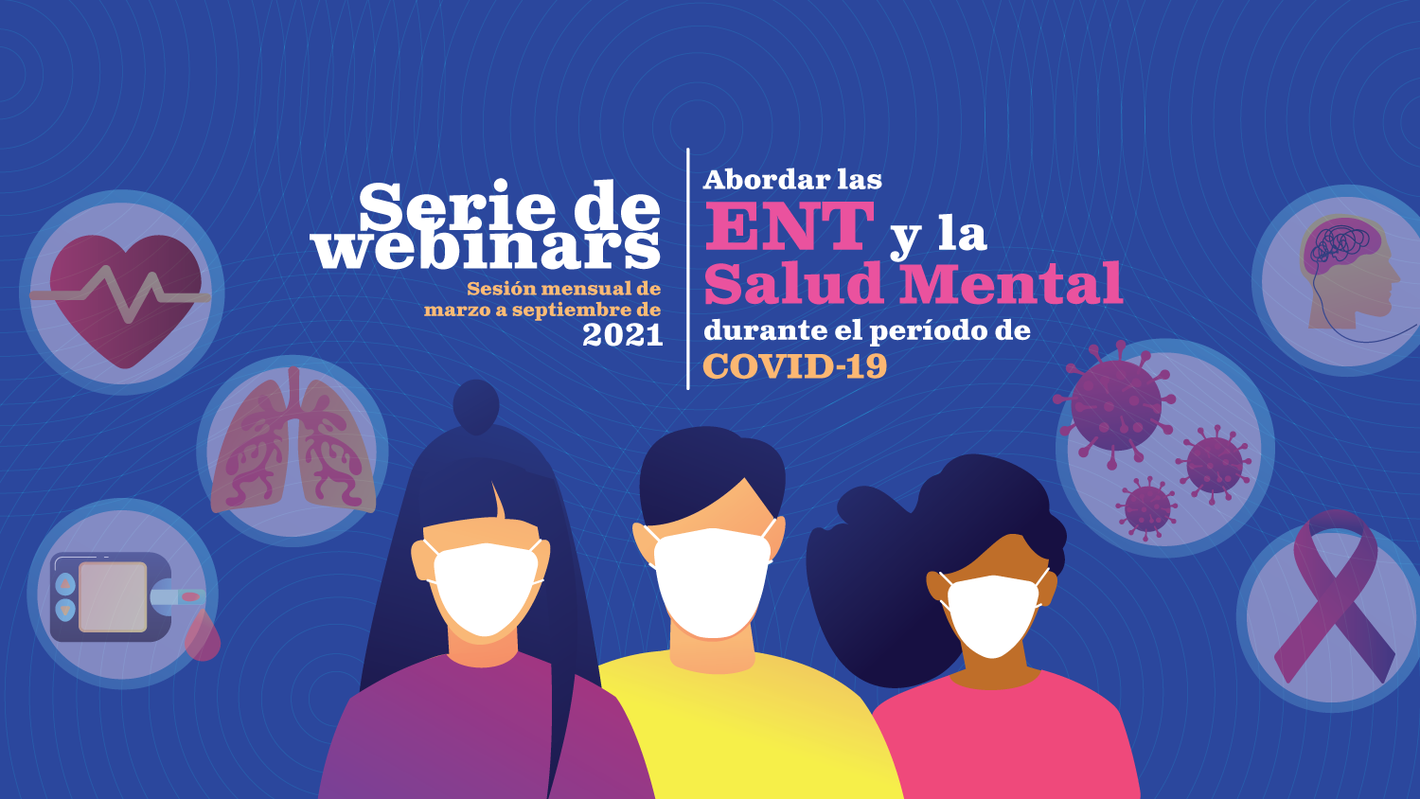 Serie de
webinars
Sesión mensual de
marzo a septiembre de
2021
Abordar las
ENT y la
Salud Mental
durante el período de
COVID-19